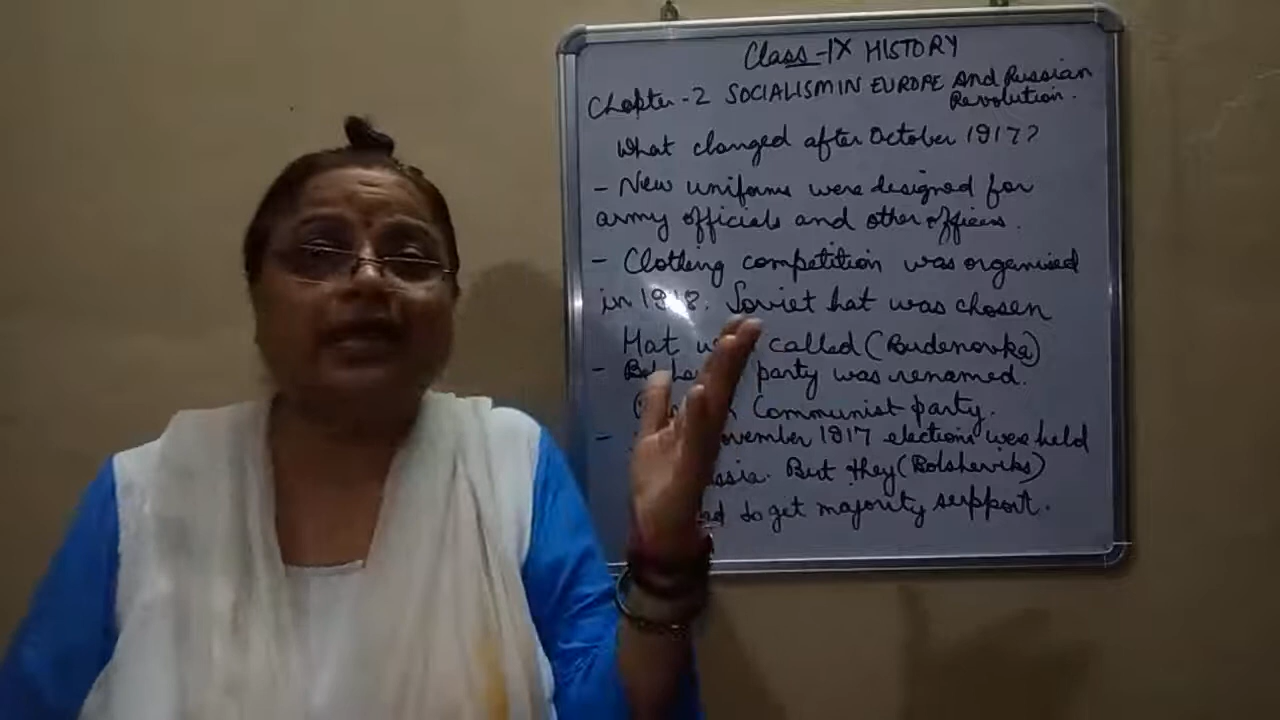 Class-IX HISTORY
Chapter-2 SOCIALISM IN EUROPE And Russian
Revolution.
What changed after October 1917?
- New uniforms were designed for
army officials and other officers.
- Clothing competition was organised
in 1918. Soviet hat was chosen
Hat called (Budenovka)
- party was renamed.
Communist party.
- November 1917 elections were held
But they (Bolsheviks)
to get majority support.